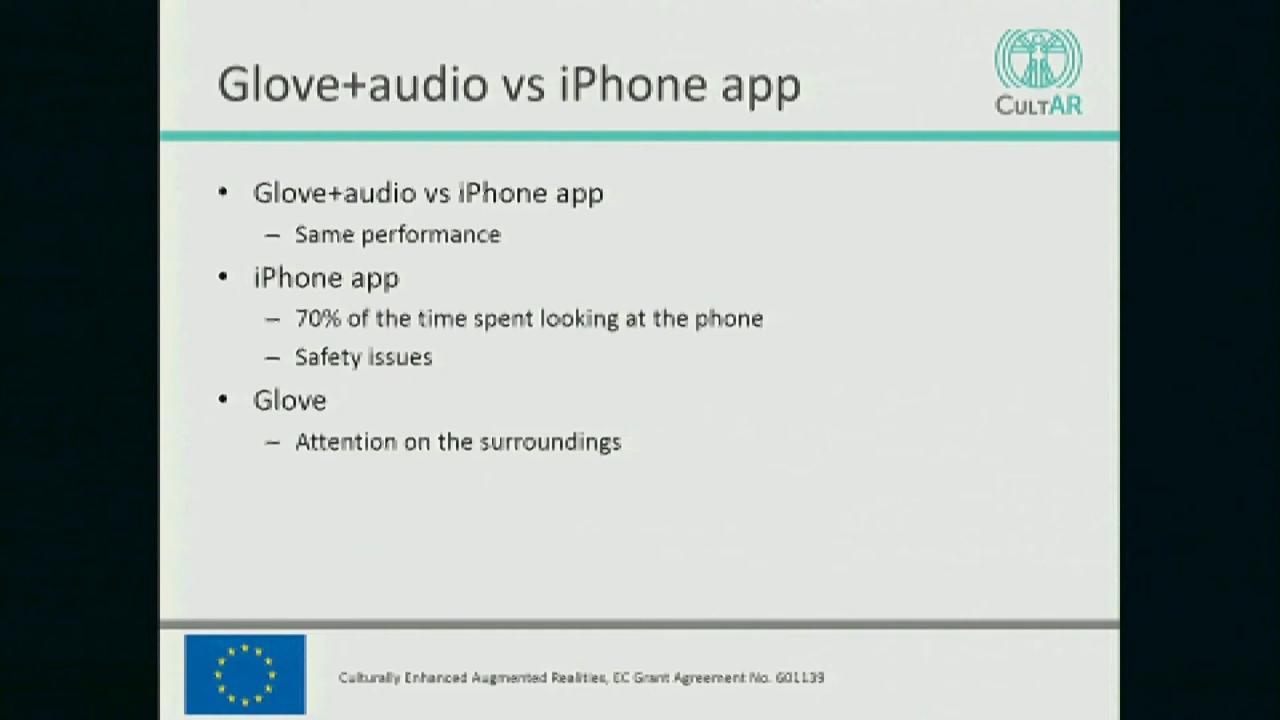 Glove+audio vs iPhone app
CULTAR
• Glove+audio vs iPhone app
– Same performance
• iPhone app
– 70% of the time spent looking at the phone
– Safety issues
• Glove
– Attention on the surroundings
Culturally Enhanced Augmented Realities, EC Grant Agreement No. 601139